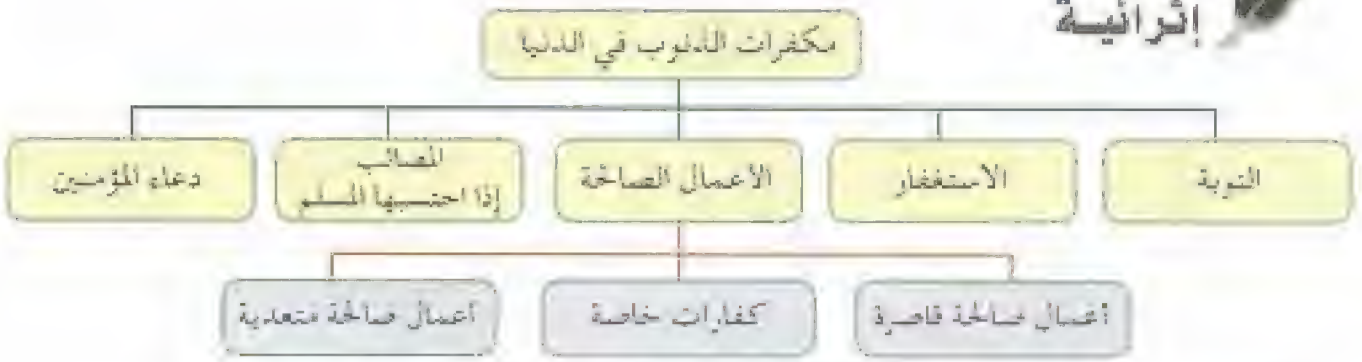 إثرائية
مكفرات الذنوب في الدنيا
التوبة
الاستغفار
الأعمال الصالحة
المصائب
إذا احتسبها المسلم
دعاء المؤمنين
أعمال صالحة قاصرة
كفارات خاصة
أعمال صالحة متعدية